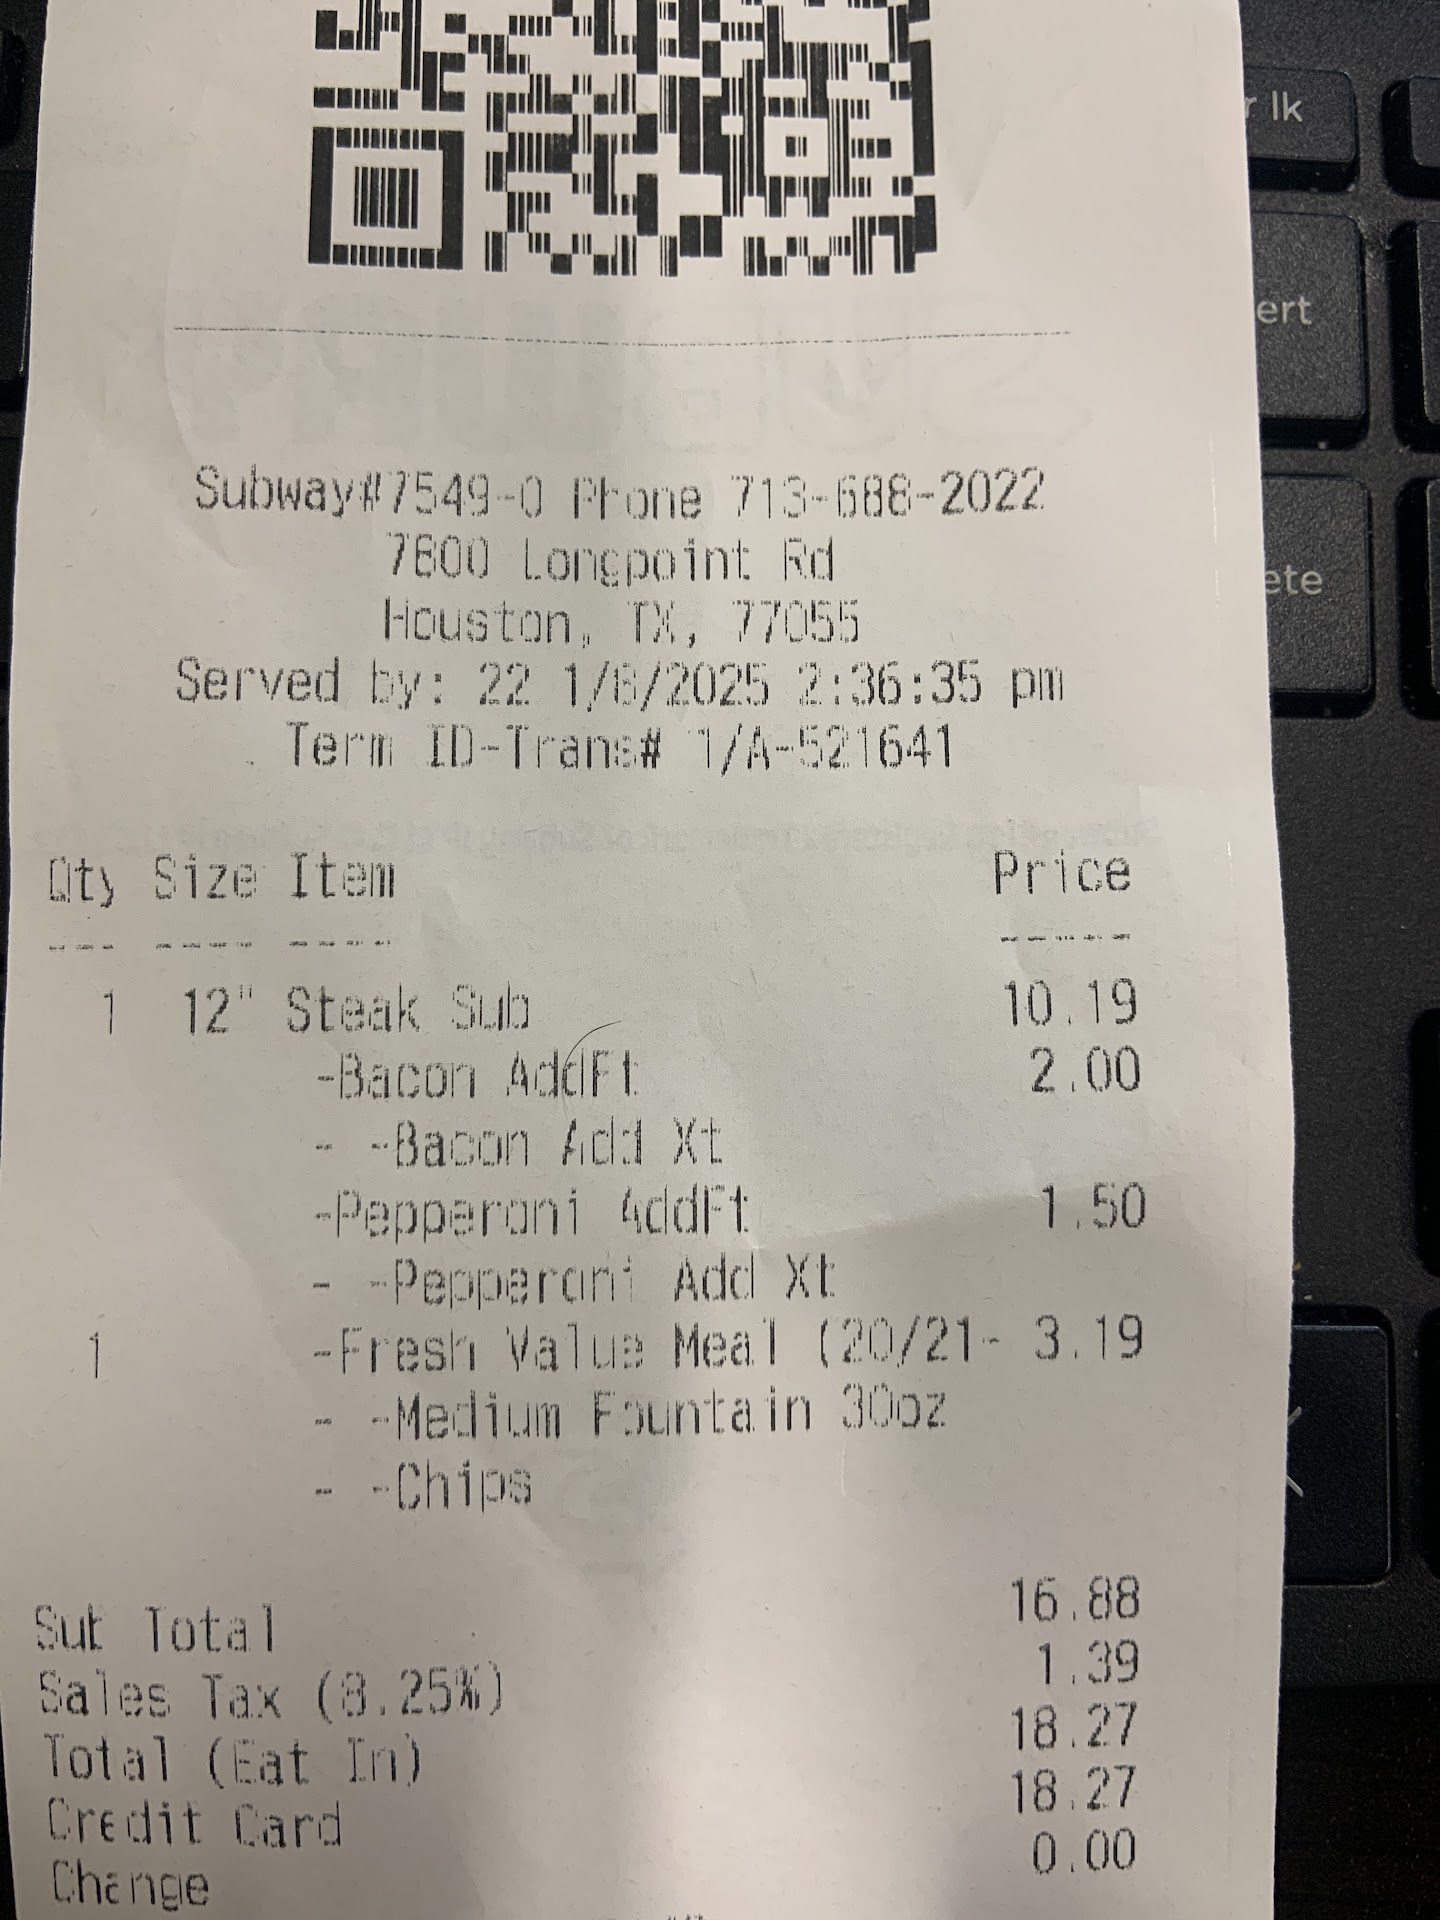 Subway#7549-0 Phone 713-688-2022
7800 Longpoint Rd
Houston, TX, 77055
Served by: 22 1/8/2025 2:36:35 pm
Term ID-Trans# 1/A-521641
Qty Size Item Price
--- ---- ---- -----
1 12" Steak Sub 10.19
-Bacon AddFt 2.00
- -Bacon Add Xt
-Pepperoni AddFt 1.50
- -Pepperoni Add Xt
1 -Fresh Value Meal (20/21- 3.19
- -Medium Fountain 30oz
- -Chips
Sub Total 16.88
Sales Tax (8.25%) 1.39
Total (Eat In) 18.27
Credit Card 18.27
Change 0.00
lk
ert
ete